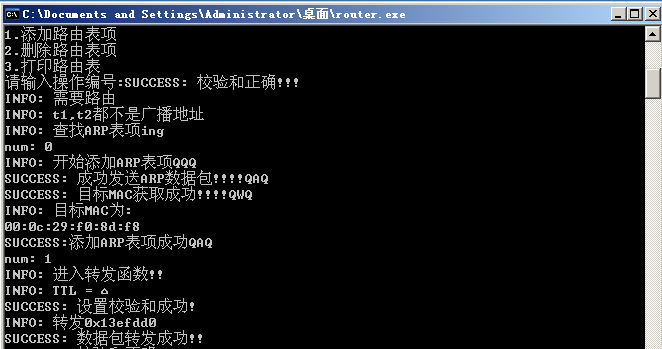 C:\Documents and Settings\Administrator\桌面\router.exe
1.添加路由表项
2.删除路由表项
3.打印路由表
请输入操作编号:SUCCESS: 校验和正确!!!
INFO: 需要路由
INFO: t1,t2都不是广播地址
INFO: 查找ARP表项ing
num: 0
INFO: 开始添加ARP表项QQQ
SUCCESS: 成功发送ARP数据包!!!!QAQ
SUCCESS: 目标MAC获取成功!!!!QWQ
INFO: 目标MAC为:
00:0c:29:f0:8d:f8
SUCCESS:添加ARP表项成功QAQ
num: 1
INFO: 进入转发函数!!
INFO: TTL =
SUCCESS: 设置校验和成功!
INFO: 转发0x13efdd0
SUCCESS: 数据包转发成功!!